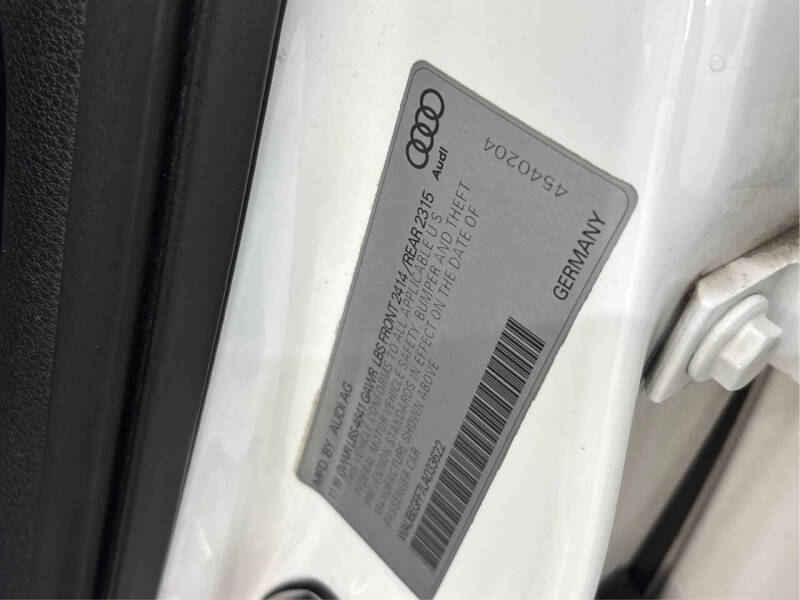 Audi
4540204
MFD BY AUDI AG
11 19 GVWR LBS 4641 GAWR LBS FRONT 2414 /REAR 2315
THIS VEHICLE CONFORMS TO ALL APPLICABLE U S
FEDERAL MOTOR VEHICLE SAFETY, BUMPER AND THEFT
PREVENTION STANDARDS IN EFFECT ON THE DATE OF
MANUFACTURE SHOWN ABOVE
PASSENGER CAR
GERMANY